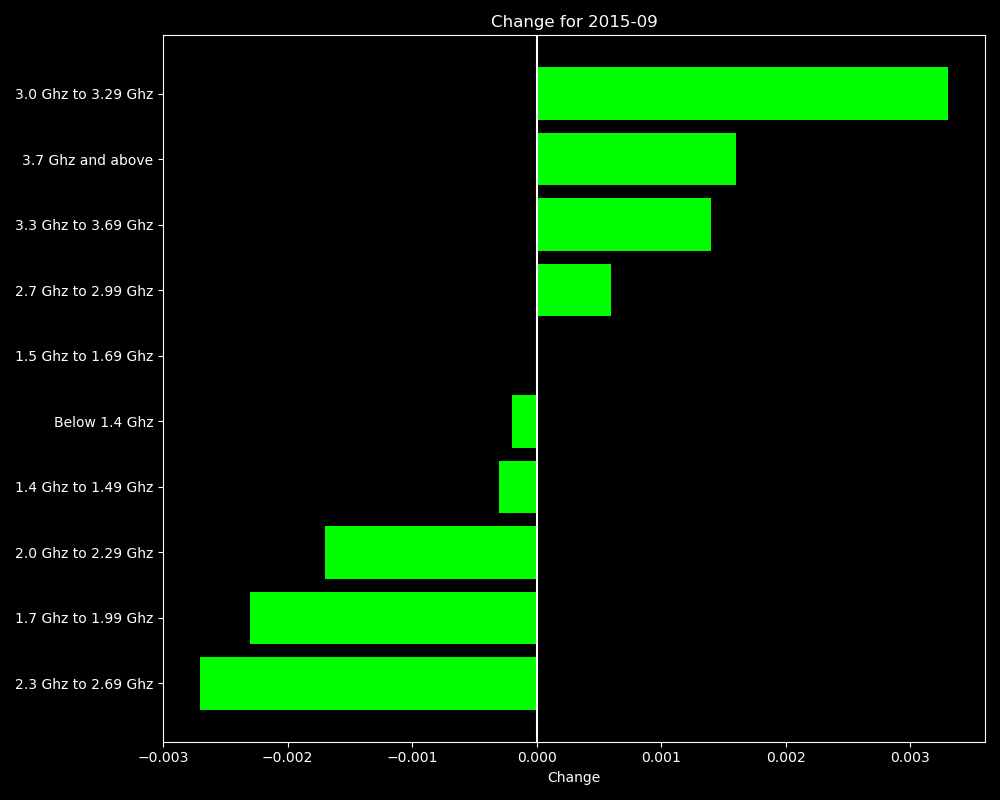 Change for 2015-09
3.0 Ghz to 3.29 Ghz
3.7 Ghz and above
3.3 Ghz to 3.69 Ghz
2.7 Ghz to 2.99 Ghz
1.5 Ghz to 1.69 Ghz
Below 1.4 Ghz
1.4 Ghz to 1.49 Ghz
2.0 Ghz to 2.29 Ghz
1.7 Ghz to 1.99 Ghz
2.3 Ghz to 2.69 Ghz
−0.003 −0.002 −0.001 0.000 0.001 0.002 0.003
Change